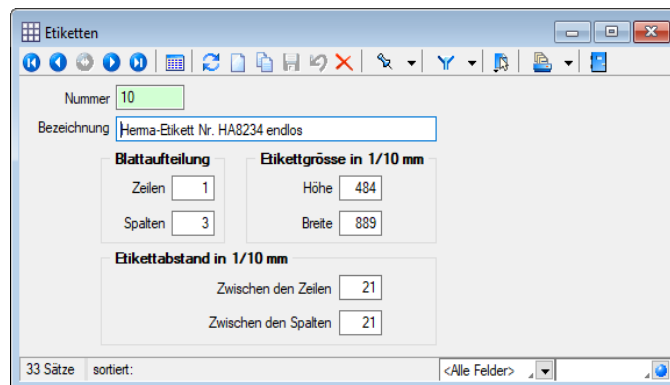 Etiketten
Nummer 10
Bezeichnung Herma-Etikett Nr. HA8234 endlos
Blattaufteilung Etikettgrösse in 1/10 mm
Zeilen 1 Höhe 484
Spalten 3 Breite 889
Etikettabstand in 1/10 mm
Zwischen den Zeilen 21
Zwischen den Spalten 21
33 Sätze sortiert: <Alle Felder>